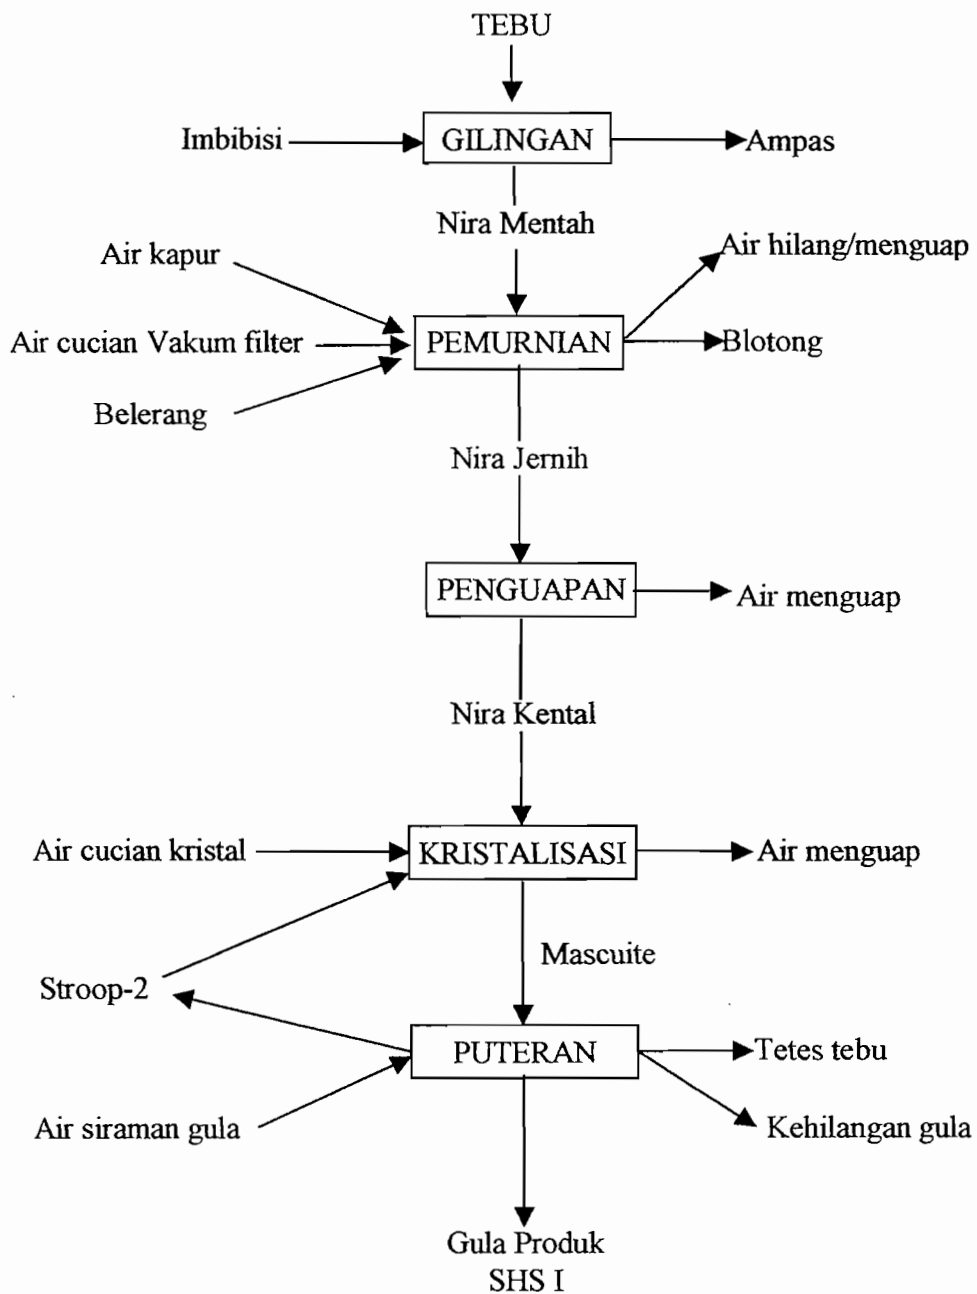 TEBU
Imbibisi
GILINGAN
Ampas
Nira Mentah
Air kapur
Air hilang/menguap
Air cucian Vakum filter
PEMURNIAN
Blotong
Belerang
Nira Jernih
PENGUAPAN
Air menguap
Nira Kental
Air cucian kristal
KRISTALISASI
Air menguap
Mascuite
Stroop-2
PUTERAN
Tetes tebu
Air siraman gula
Kehilangan gula
Gula Produk
SHS I